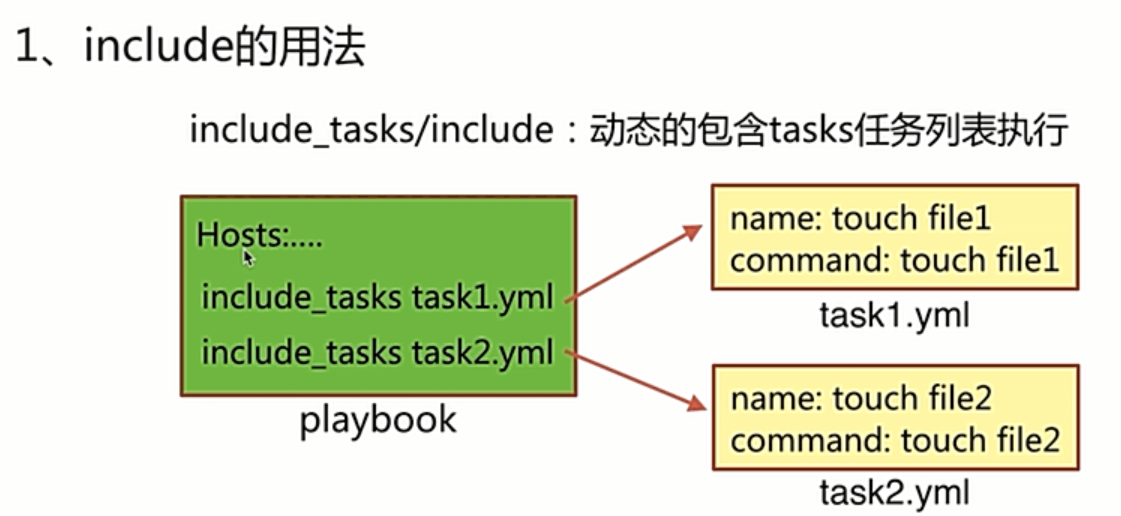 1、include的用法
include_tasks/include：动态的包含tasks任务列表执行
Hosts:....
include_tasks task1.yml
include_tasks task2.yml
playbook
name: touch file1
command: touch file1
task1.yml
name: touch file2
command: touch file2
task2.yml